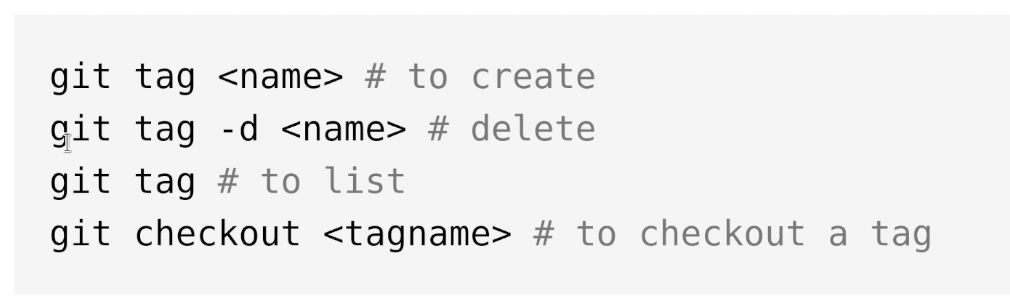 git tag <name> # to create
git tag -d <name> # delete
git tag # to list
git checkout <tagname> # to checkout a tag